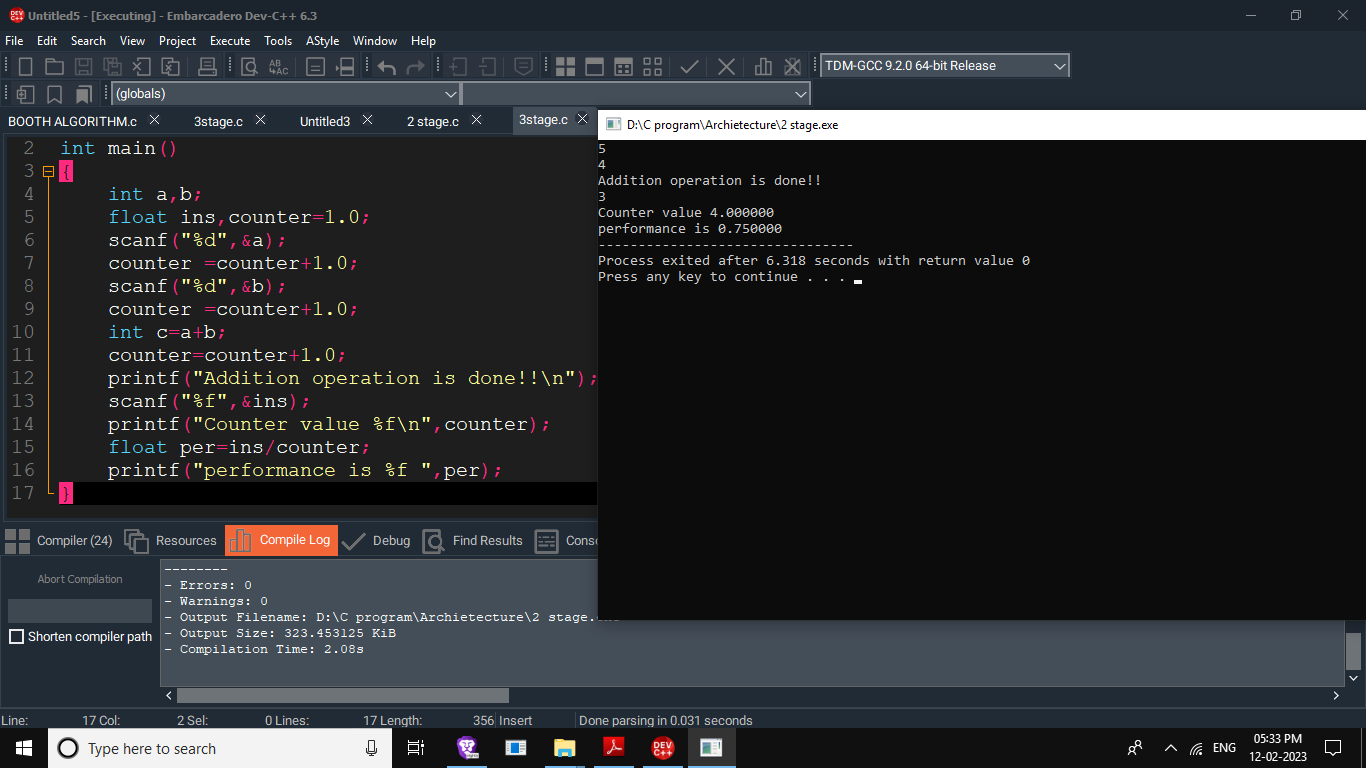 Untitled5 - [Executing] - Embarcadero Dev-C++ 6.3
File Edit Search View Project Execute Tools AStyle Window Help
TDM-GCC 9.2.0 64-bit Release
(globals)
BOOTH ALGORITHM.c 3stage.c Untitled3 2 stage.c 3stage.c
2 int main()
3 {
4 int a,b;
5 float ins,counter=1.0;
6 scanf("%d",&a);
7 counter =counter+1.0;
8 scanf("%d",&b);
9 counter =counter+1.0;
10 int c=a+b;
11 counter=counter+1.0;
12 printf("Addition operation is done!!\n");
13 scanf("%f",&ins);
14 printf("Counter value %f\n",counter);
15 float per=ins/counter;
16 printf("performance is %f ",per);
17 }
D:\C program\Archietecture\2 stage.exe
5
4
Addition operation is done!!
3
Counter value 4.000000
performance is 0.750000
--------------------------------
Process exited after 6.318 seconds with return value 0
Press any key to continue . . .
Compiler (24) Resources Compile Log Debug Find Results
Abort Compilation
Shorten compiler path
--------
- Errors: 0
- Warnings: 0
- Output Filename: D:\C program\Archietecture\2 stage.
- Output Size: 323.453125 KiB
- Compilation Time: 2.08s
Line: 17 Col: 2 Sel: 0 Lines: 17 Length: 356 Insert Done parsing in 0.031 seconds
Type here to search
DEV C++
ENG
05:33 PM
12-02-2023